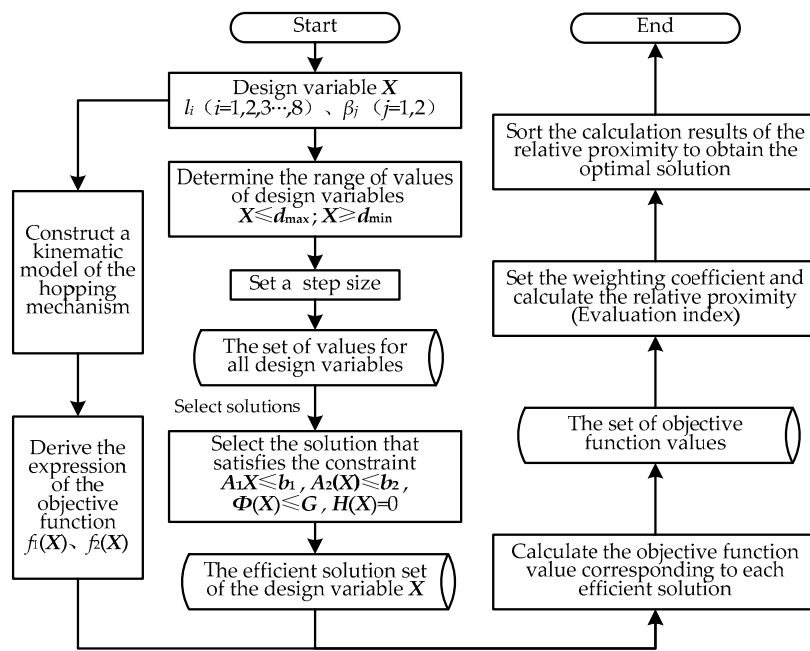 Start
Design variable X
lᵢ（i=1,2,3···,8）、βⱼ（j=1,2）
Determine the range of values
of design variables
X≤dmax; X≥dmin
Set a step size
The set of values for
all design variables
Select solutions
Select the solution that
satisfies the constraint
A₁X≤b₁, A₂(X)≤b₂,
Φ(X)≤G, H(X)=0
The efficient solution set
of the design variable X
Construct a
kinematic
model of the
hopping
mechanism
Derive the
expression
of the
objective
function
f₁(X)、f₂(X)
End
Sort the calculation results of the
relative proximity to obtain the
optimal solution
Set the weighting coefficient and
calculate the relative proximity
(Evaluation index)
The set of objective
function values
Calculate the objective function
value corresponding to each
efficient solution